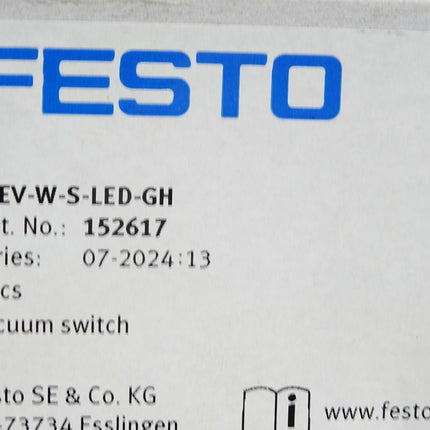 FESTO
EV-W-S-LED-GH
t. No.: 152617
ries: 07-2024:13
cs
cuum switch
sto SE & Co. KG
-73734 Esslingen
i www.festo